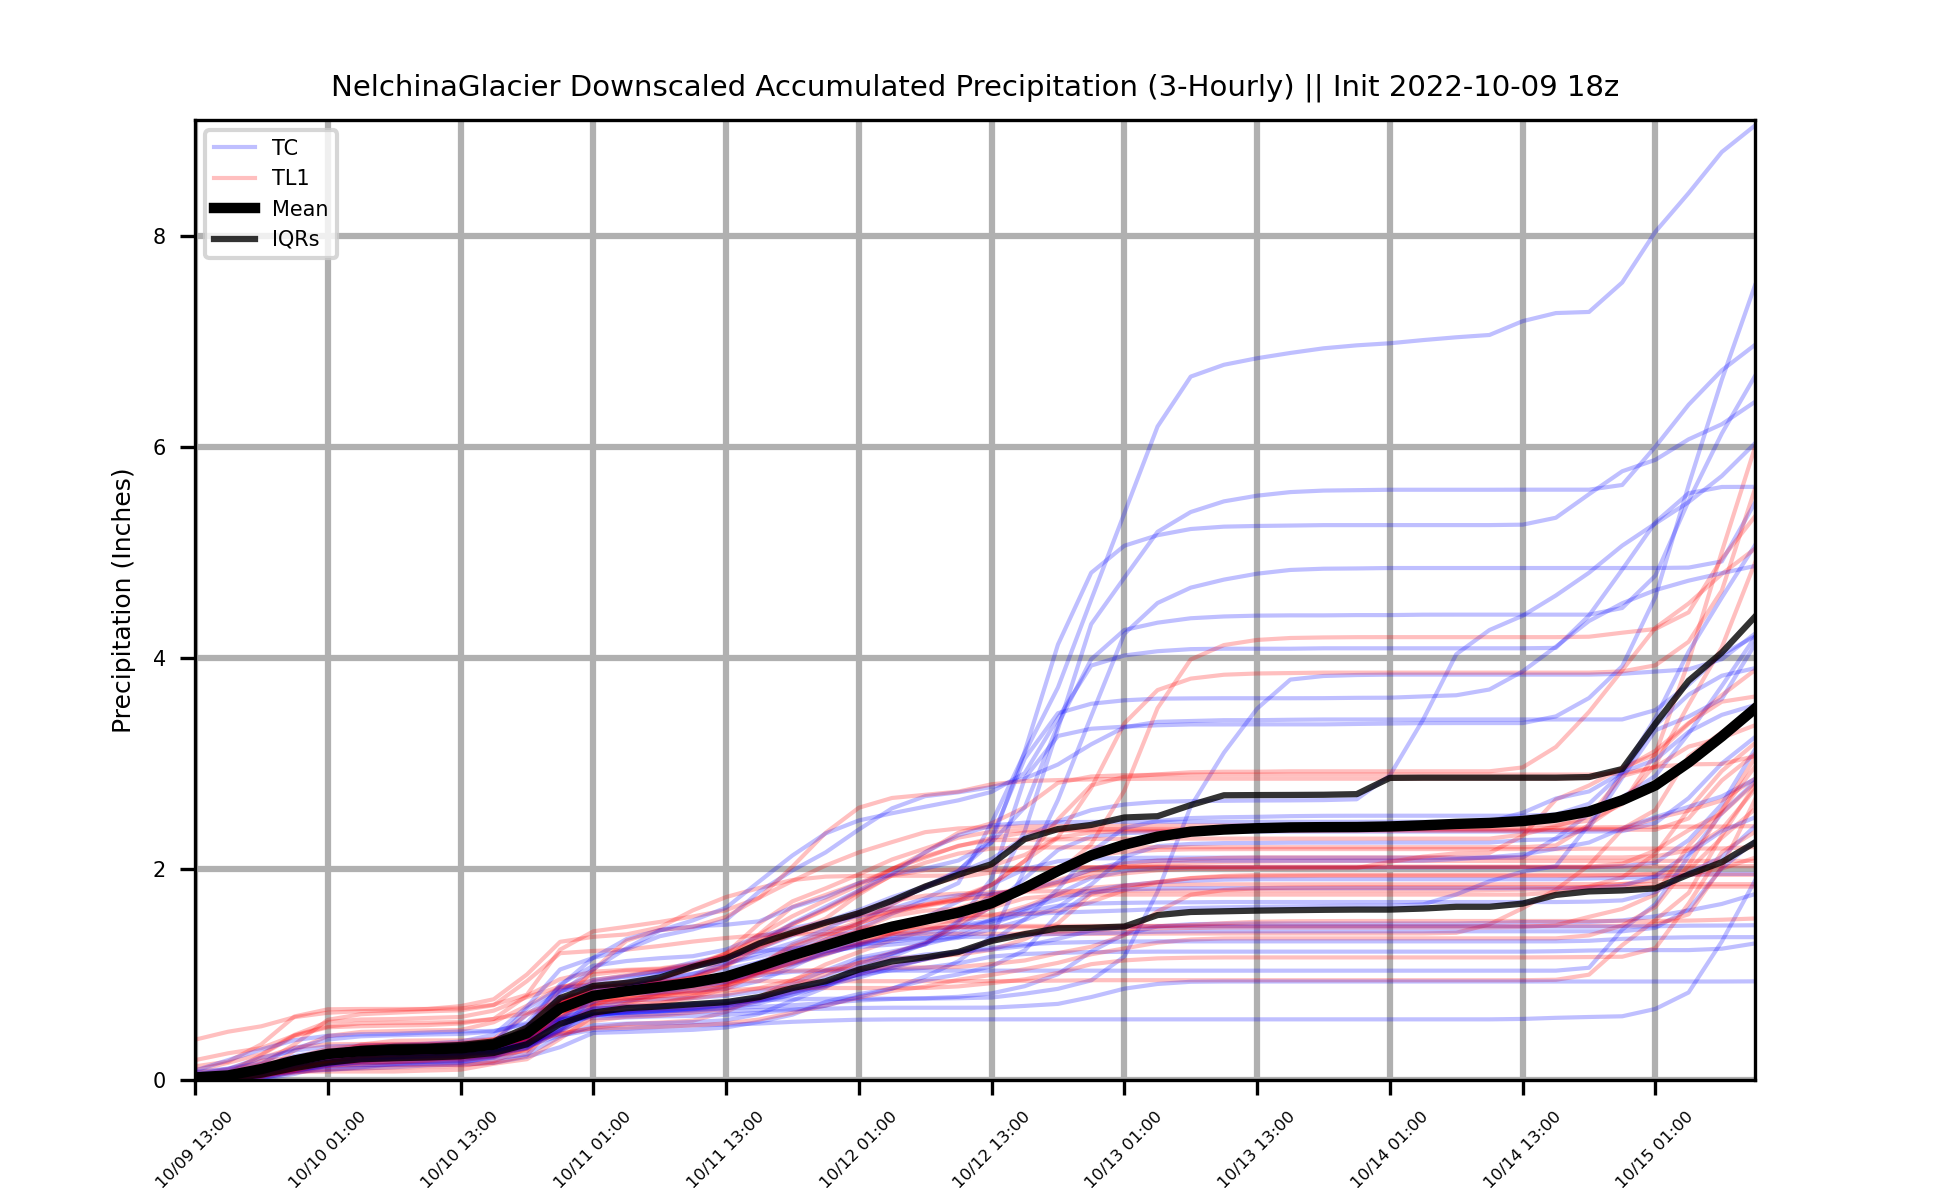 NelchinaGlacier Downscaled Accumulated Precipitation (3-Hourly) || Init 2022-10-09 18z
TC
TL1
Mean
IQRs
Precipitation (Inches)
8
6
4
2
0
10/09 13:00
10/10 01:00
10/10 13:00
10/11 01:00
10/11 13:00
10/12 01:00
10/12 13:00
10/13 01:00
10/13 13:00
10/14 01:00
10/14 13:00
10/15 01:00